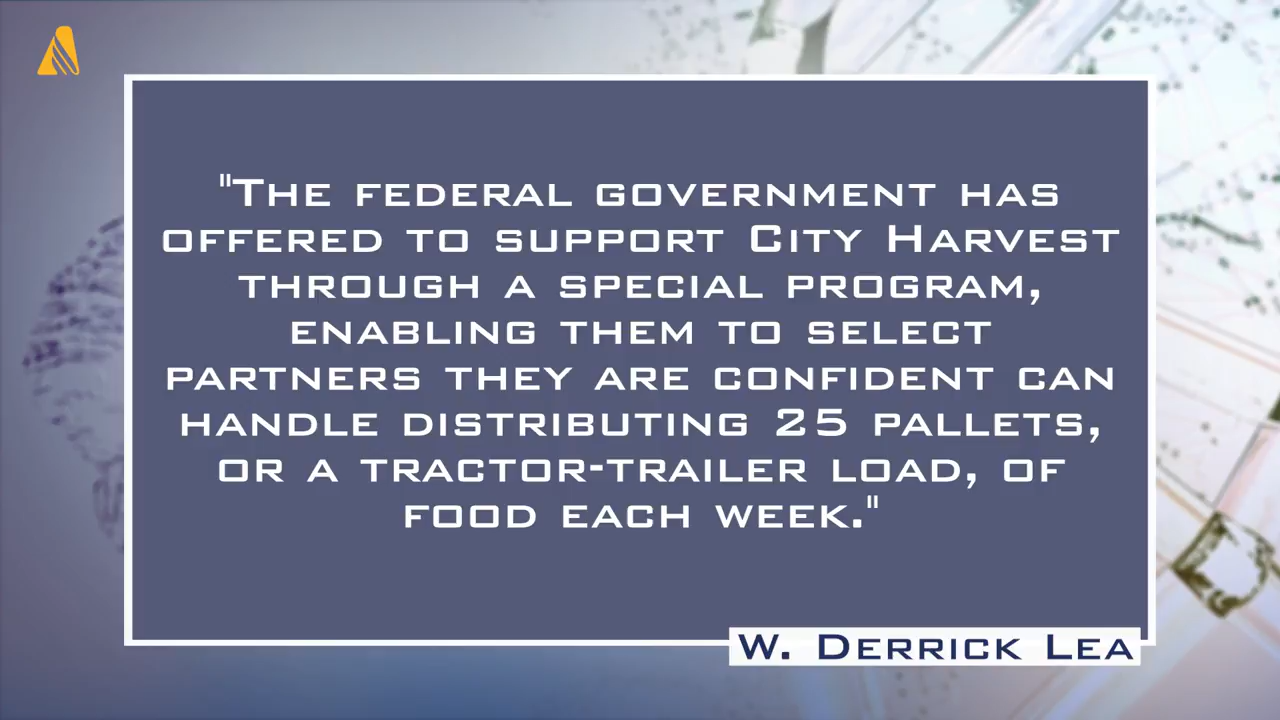 "The federal government has
offered to support City Harvest
through a special program,
enabling them to select
partners they are confident can
handle distributing 25 pallets,
or a tractor-trailer load, of
food each week."
W. Derrick Lea